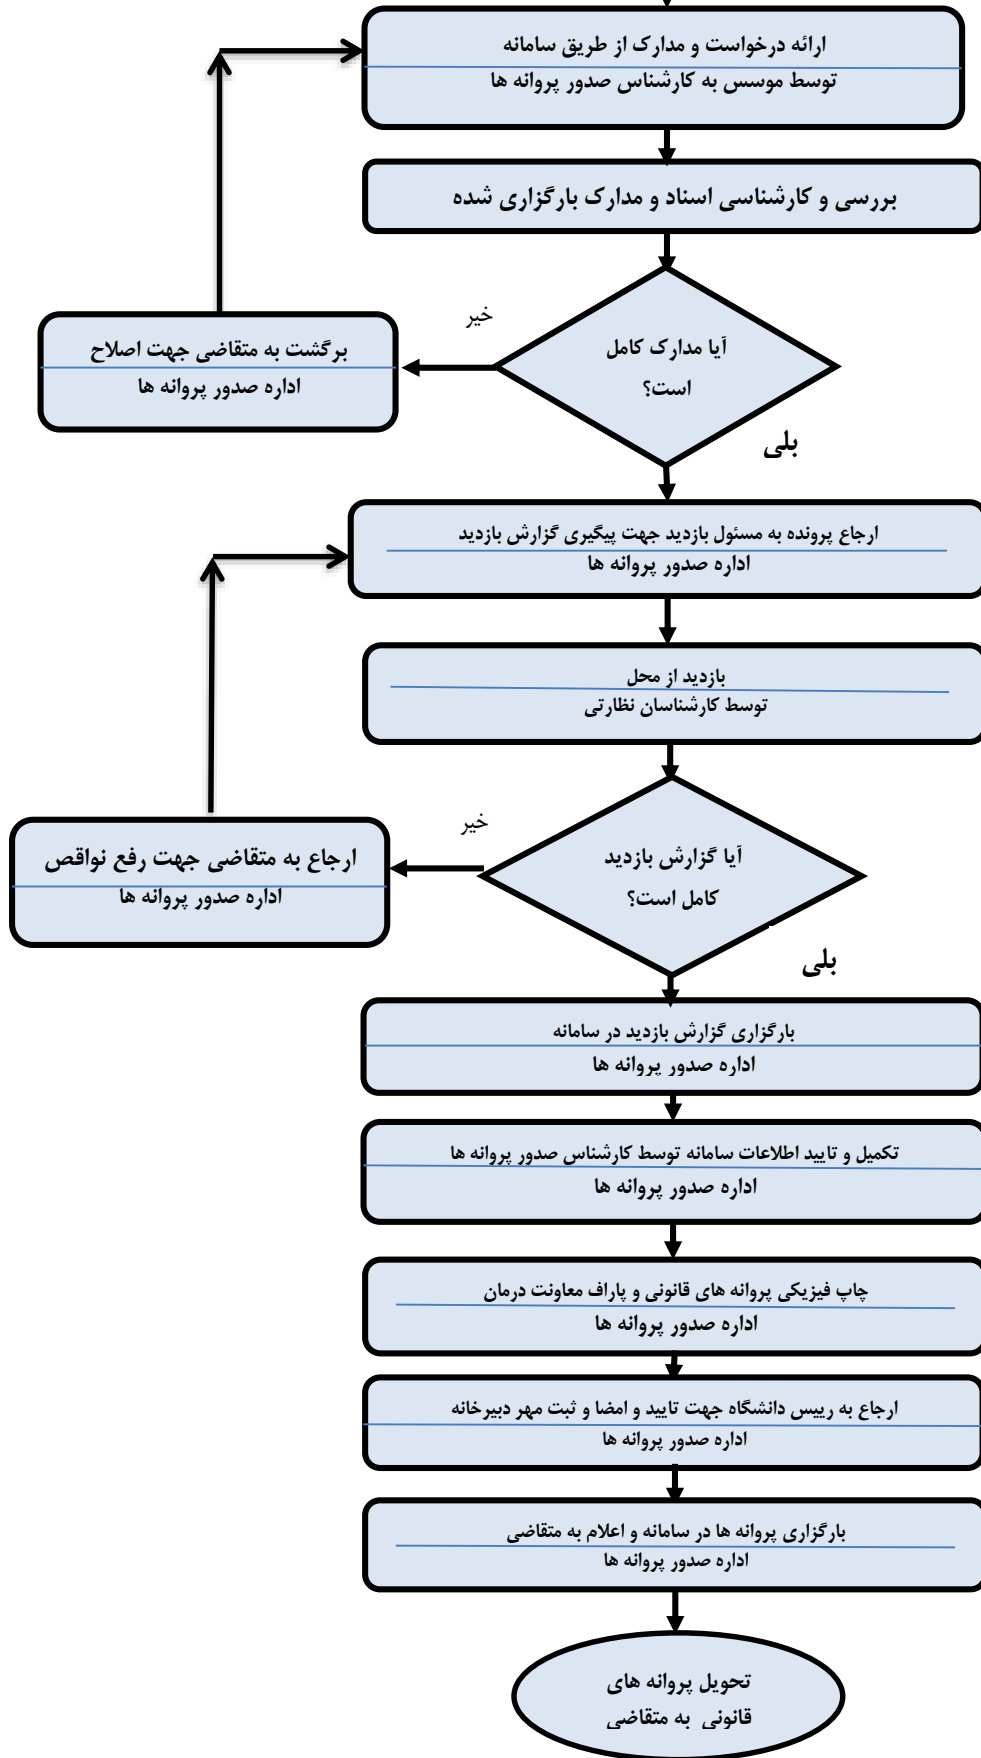 ارائه درخواست و مدارک از طریق سامانه
توسط موسس به کارشناس صدور پروانه ها
بررسی و کارشناسی اسناد و مدارک بارگزاری شده
آیا مدارک کامل
است؟
خیر
برگشت به متقاضی جهت اصلاح
اداره صدور پروانه ها
بلی
ارجاع پرونده به مسئول بازدید جهت پیگیری گزارش بازدید
اداره صدور پروانه ها
بازدید از محل
توسط کارشناسان نظارتی
آیا گزارش بازدید
کامل است؟
خیر
ارجاع به متقاضی جهت رفع نواقص
اداره صدور پروانه ها
بلی
بارگزاری گزارش بازدید در سامانه
اداره صدور پروانه ها
تکمیل و تایید اطلاعات سامانه توسط کارشناس صدور پروانه ها
اداره صدور پروانه ها
چاپ فیزیکی پروانه های قانونی و پاراف معاونت درمان
اداره صدور پروانه ها
ارجاع به رییس دانشگاه جهت تایید و امضا و ثبت مهر دبیرخانه
اداره صدور پروانه ها
بارگزاری پروانه ها در سامانه و اعلام به متقاضی
اداره صدور پروانه ها
تحویل پروانه های
قانونی به متقاضی